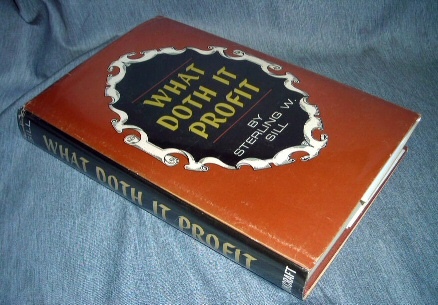 WHAT
DOTH IT
PROFIT
BY
STERLING W.
SILL
WHAT DOTH IT PROFIT